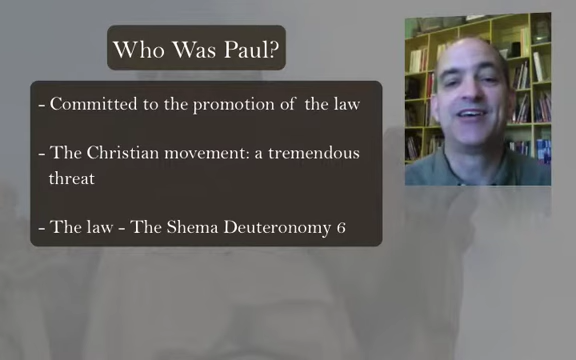 Who Was Paul?
- Committed to the promotion of the law
- The Christian movement: a tremendous
threat
- The law - The Shema Deuteronomy 6